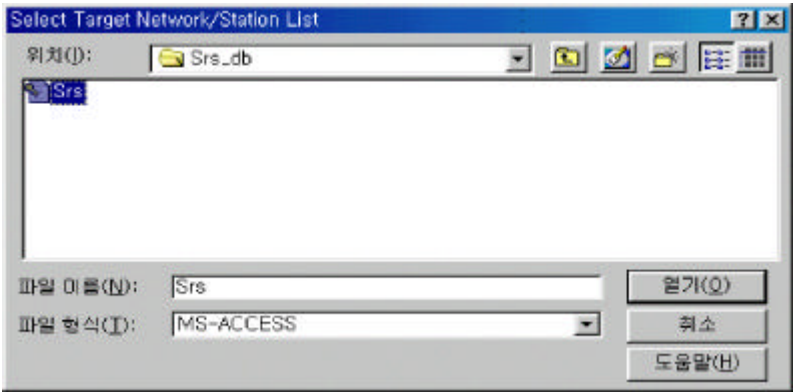 Select Target Network/Station List
위치(I): Srs_db
Srs
파일 이름(N): Srs 열기(O)
파일 형식(T): MS-ACCESS 취소
도움말(H)